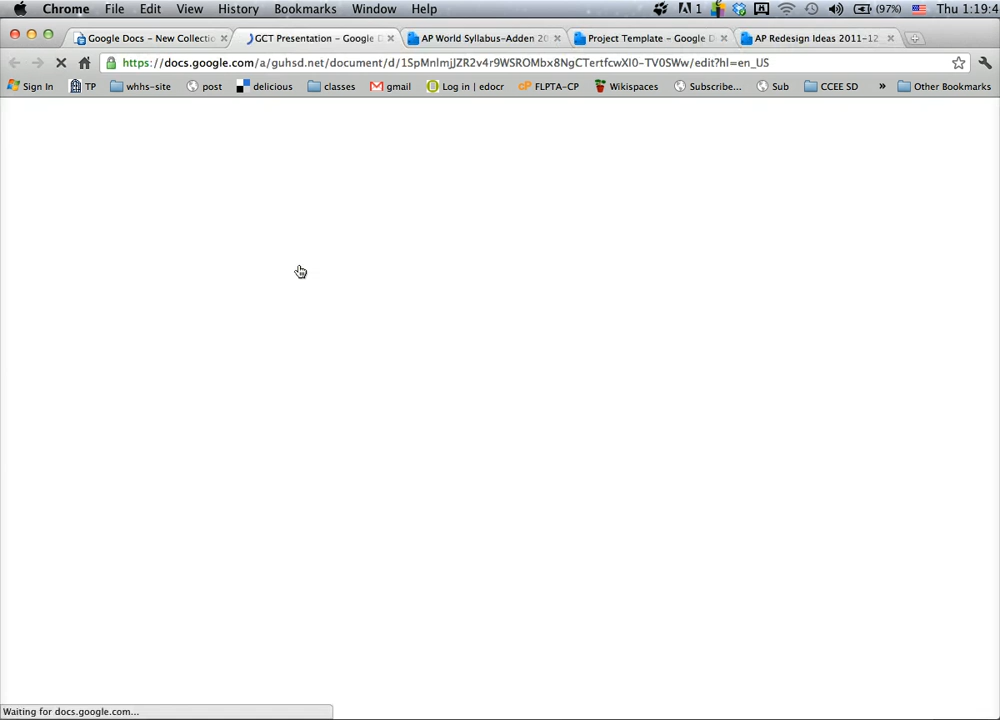 Chrome File Edit View History Bookmarks Window Help A 1 (97%) Thu 1:19:4
Google Docs - New Collectio GCT Presentation - Google D AP World Syllabus-Adden 20 Project Template - Google D AP Redesign Ideas 2011-12
https://docs.google.com/a/guhsd.net/document/d/1SpMnlmjJZR2v4r9WSROMbx8NgCTertfcwXl0-TV0SWw/edit?hl=en_US
Sign In TP whhs-site post delicious classes gmail Log in | edocr FLPTA-CP Wikispaces Subscribe... Sub CCEE SD » Other Bookmarks
Waiting for docs.google.com...